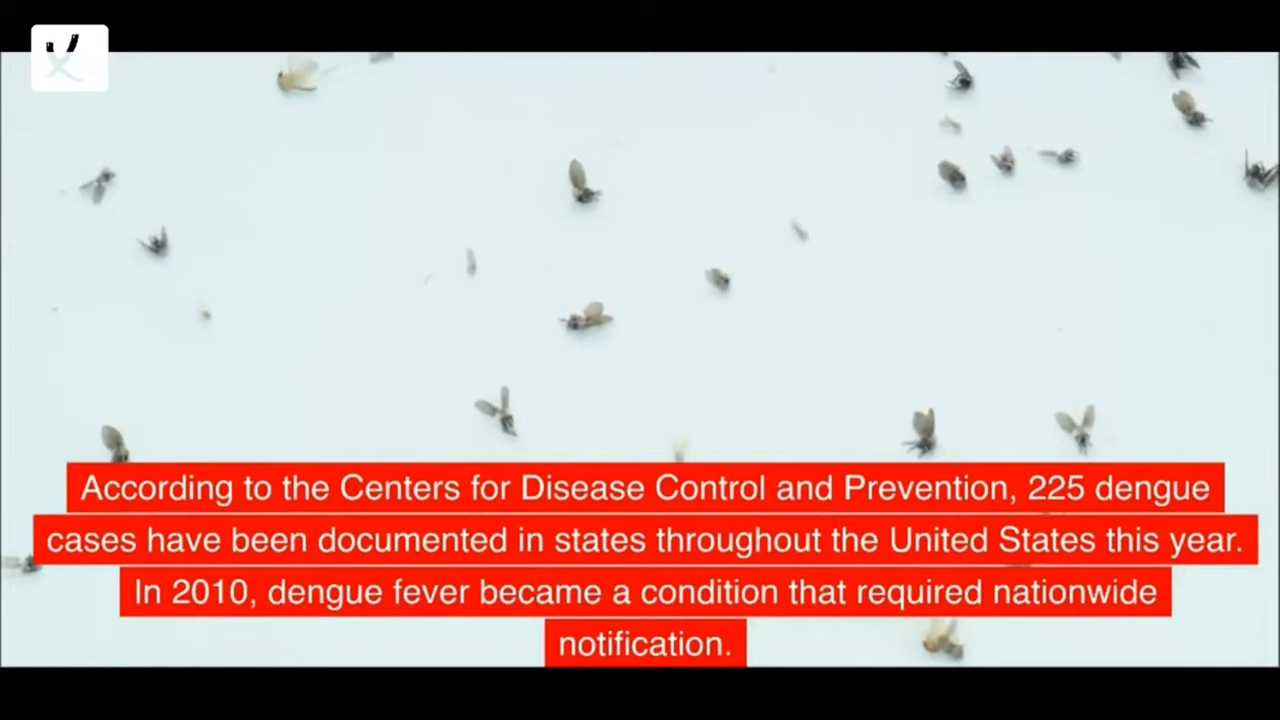 According to the Centers for Disease Control and Prevention, 225 dengue
cases have been documented in states throughout the United States this year.
In 2010, dengue fever became a condition that required nationwide
notification.